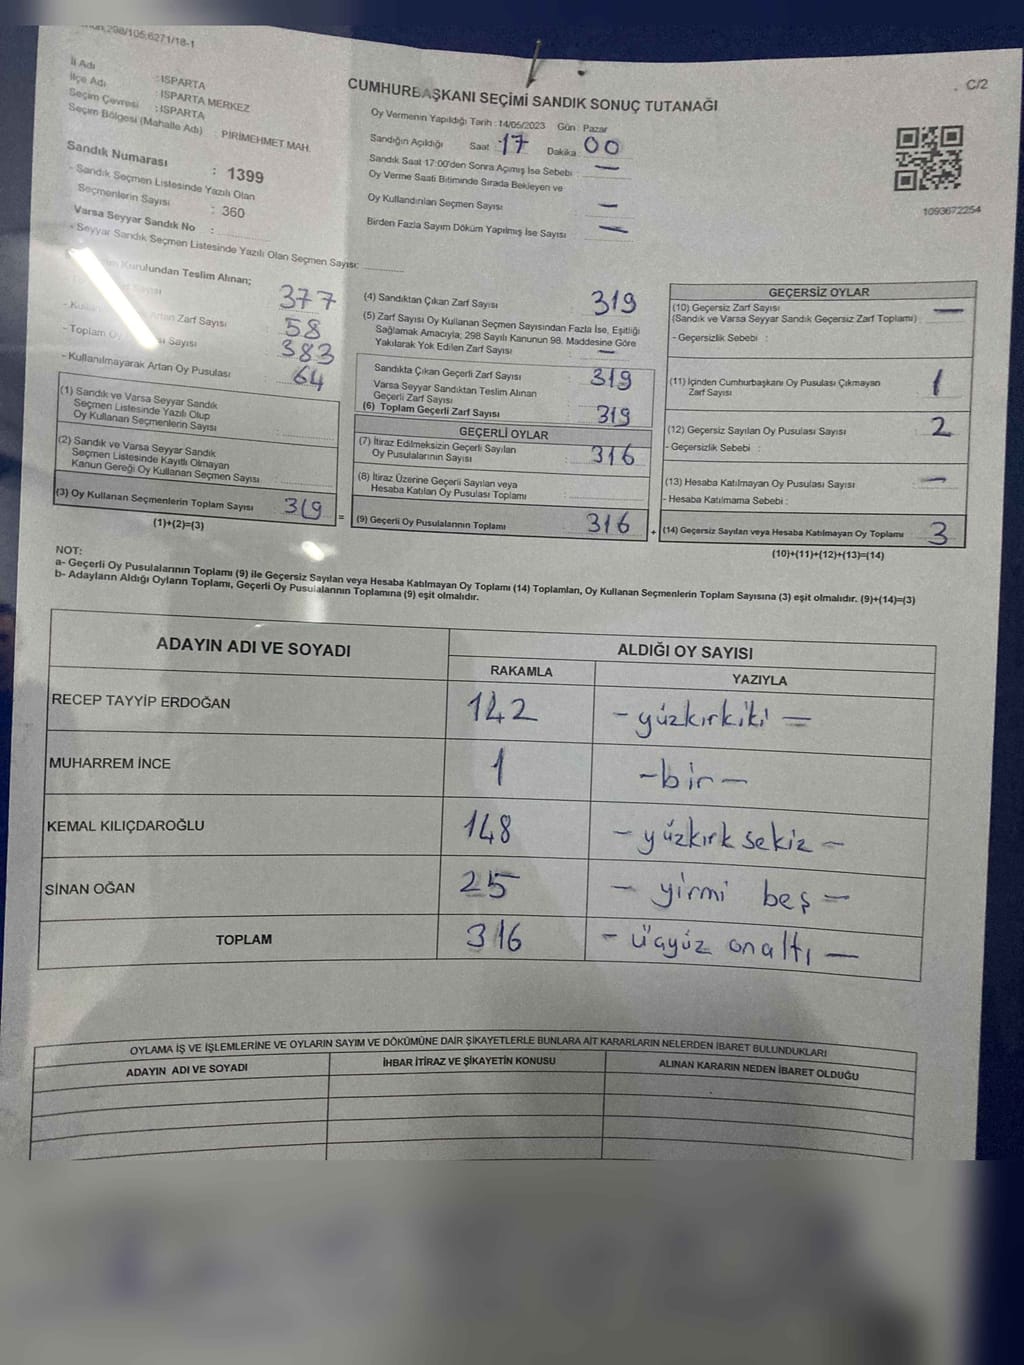 298/105;6271/18-1
C/2
İl Adı : ISPARTA
İlçe Adı : ISPARTA MERKEZ
Seçim Çevresi : ISPARTA
Seçim Bölgesi (Mahalle Adı) : PİRİMEHMET MAH.
Sandık Numarası : 1399
- Sandık Seçmen Listesinde Yazılı Olan
Seçmenlerin Sayısı : 360
Varsa Seyyar Sandık No :
- Seyyar Sandık Seçmen Listesinde Yazılı Olan Seçmen Sayısı:
CUMHURBAŞKANI SEÇİMİ SANDIK SONUÇ TUTANAĞI
Oy Vermenin Yapıldığı Tarih : 14/05/2023 Gün : Pazar
Sandığın Açıldığı Saat : 17 Dakika : 00
Sandık Saat 17:00'den Sonra Açımış İse Sebebi : —
Oy Verme Saati Bitiminde Sırada Bekleyen ve
Oy Kullandırılan Seçmen Sayısı : —
Birden Fazla Sayım Döküm Yapılmış İse Sayısı : —
1093672254
Kurulundan Teslim Alınan;
Sayısı 377
Artan Zarf Sayısı : 58
- Toplam Oy Sayısı : 383
- Kullanılmayarak Artan Oy Pusulası : 64
(1) Sandık ve Varsa Seyyar Sandık
Seçmen Listesinde Yazılı Olup
Oy Kullanan Seçmenlerin Sayısı :
(2) Sandık ve Varsa Seyyar Sandık
Seçmen Listesinde Kayıtlı Olmayan
Kanun Gereği Oy Kullanan Seçmen Sayısı :
(3) Oy Kullanan Seçmenlerin Toplam Sayısı 319
(1)+(2)=(3)
=
(4) Sandıktan Çıkan Zarf Sayısı : 319
(5) Zarf Sayısı Oy Kullanan Seçmen Sayısından Fazla İse, Eşitliği
Sağlamak Amacıyla, 298 Sayılı Kanunun 98. Maddesine Göre
Yakılarak Yok Edilen Zarf Sayısı : —
Sandıkta Çıkan Geçerli Zarf Sayısı : 319
Varsa Seyyar Sandıktan Teslim Alınan
Geçerli Zarf Sayısı :
(6) Toplam Geçerli Zarf Sayısı : 319
GEÇERLİ OYLAR
(7) İtiraz Edilmeksizin Geçerli Sayılan
Oy Pusulalarının Sayısı : 316
(8) İtiraz Üzerine Geçerli Sayılan veya
Hesaba Katılan Oy Pusulası Toplamı :
(9) Geçerli Oy Pusulalarının Toplamı 316
+
GEÇERSİZ OYLAR
(10) Geçersiz Zarf Sayısı
(Sandık ve Varsa Seyyar Sandık Geçersiz Zarf Toplamı) : —
- Geçersizlik Sebebi :
(11) İçinden Cumhurbaşkanı Oy Pusulası Çıkmayan
Zarf Sayısı : 1
(12) Geçersiz Sayılan Oy Pusulası Sayısı : 2
- Geçersizlik Sebebi :
(13) Hesaba Katılmayan Oy Pusulası Sayısı : —
- Hesaba Katılmama Sebebi :
(14) Geçersiz Sayılan veya Hesaba Katılmayan Oy Toplamı 3
(10)+(11)+(12)+(13)=(14)
NOT:
a- Geçerli Oy Pusulalarının Toplamı (9) ile Geçersiz Sayılan veya Hesaba Katılmayan Oy Toplamı (14) Toplamları, Oy Kullanan Seçmenlerin Toplam Sayısına (3) eşit olmalıdır. (9)+(14)=(3)
b- Adayların Aldığı Oyların Toplamı, Geçerli Oy Pusulalarının Toplamına (9) eşit olmalıdır.
ADAYIN ADI VE SOYADI ALDIĞI OY SAYISI
RAKAMLA YAZIYLA
RECEP TAYYİP ERDOĞAN 142 - yüzkırkiki =
MUHARREM İNCE 1 - bir -
KEMAL KILIÇDAROĞLU 148 - yüzkırk sekiz -
SİNAN OĞAN 25 - yirmi beş -
TOPLAM 316 - üçyüz onaltı -
OYLAMA İŞ VE İŞLEMLERİNE VE OYLARIN SAYIM VE DÖKÜMÜNE DAİR ŞİKAYETLERLE BUNLARA AİT KARARLARIN NELERDEN İBARET BULUNDUKLARI
ADAYIN ADI VE SOYADI İHBAR İTİRAZ VE ŞİKAYETİN KONUSU ALINAN KARARIN NEDEN İBARET OLDUĞU